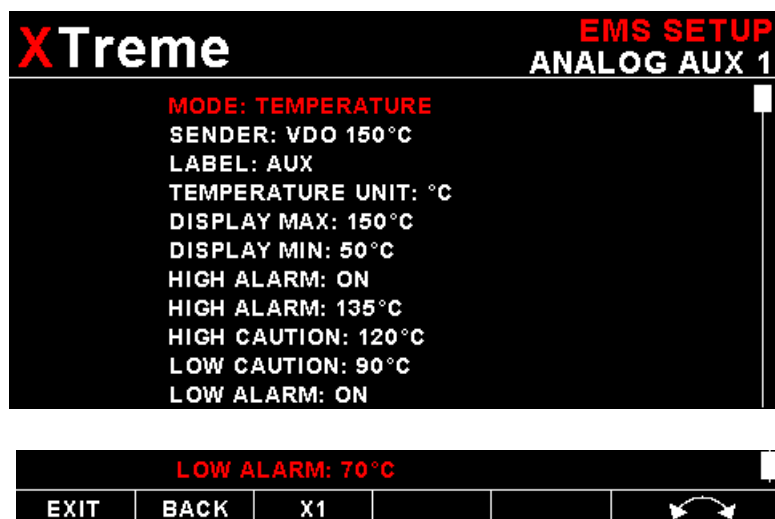 XTreme
EMS SETUP
ANALOG AUX 1
MODE: TEMPERATURE
SENDER: VDO 150°C
LABEL: AUX
TEMPERATURE UNIT: °C
DISPLAY MAX: 150°C
DISPLAY MIN: 50°C
HIGH ALARM: ON
HIGH ALARM: 135°C
HIGH CAUTION: 120°C
LOW CAUTION: 90°C
LOW ALARM: ON
LOW ALARM: 70°C
EXIT BACK X1